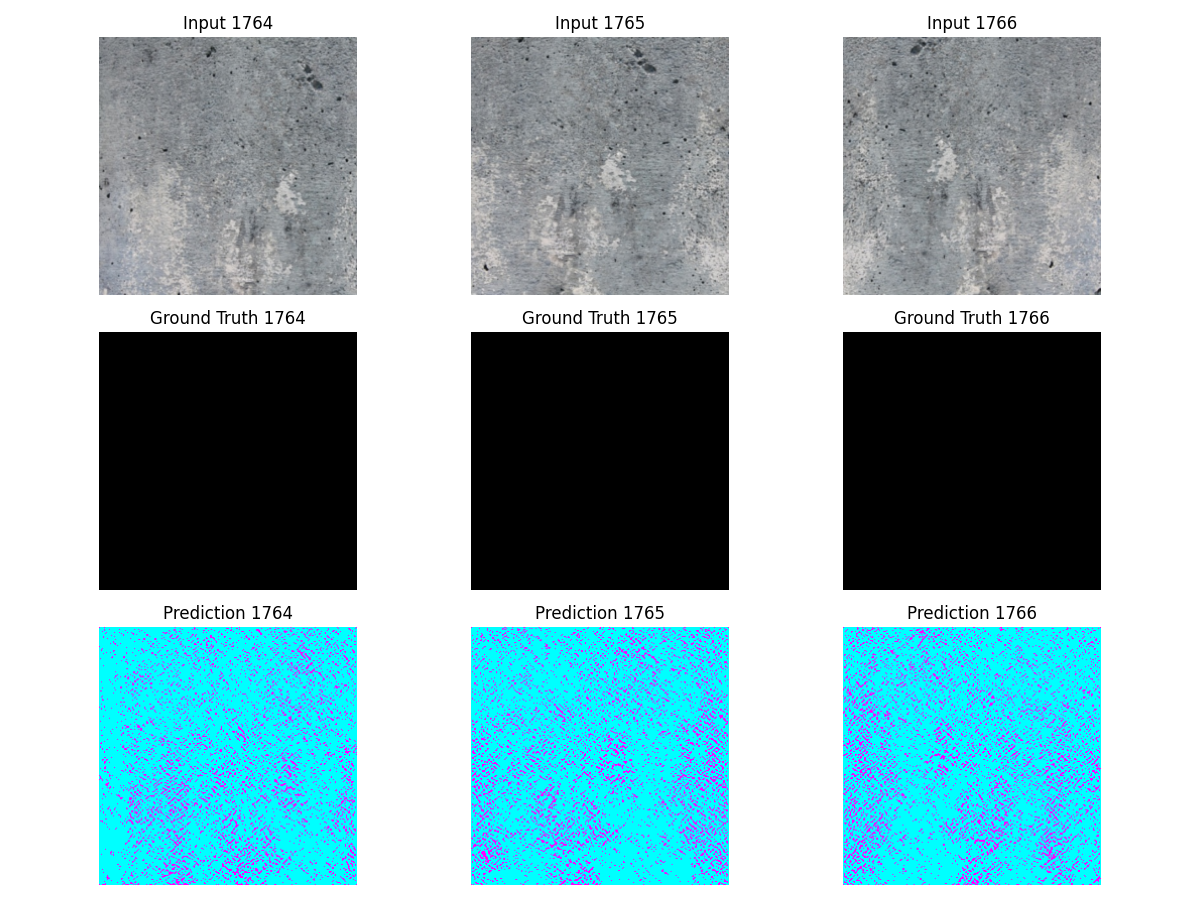 Input 1764
Input 1765
Input 1766
Ground Truth 1764
Ground Truth 1765
Ground Truth 1766
Prediction 1764
Prediction 1765
Prediction 1766